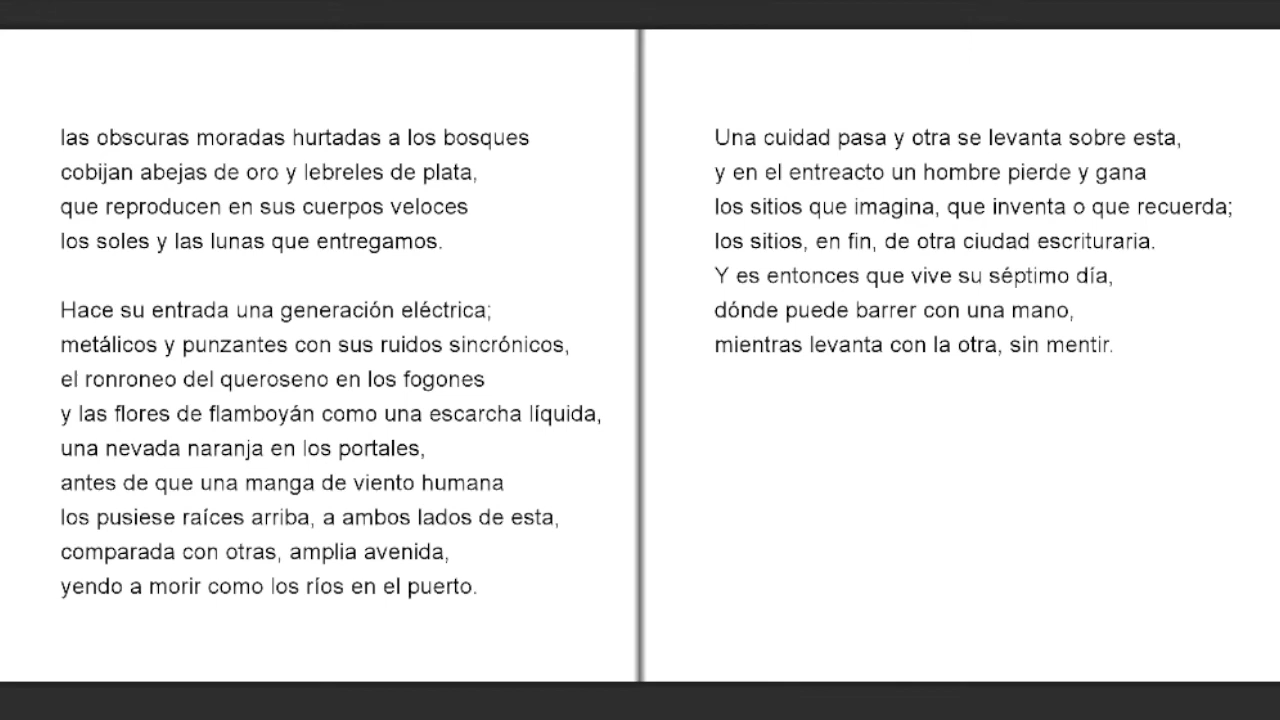 las obscuras moradas hurtadas a los bosques
cobijan abejas de oro y lebreles de plata,
que reproducen en sus cuerpos veloces
los soles y las lunas que entregamos.
Hace su entrada una generación eléctrica;
metálicos y punzantes con sus ruidos sincrónicos,
el ronroneo del queroseno en los fogones
y las flores de flamboyán como una escarcha líquida,
una nevada naranja en los portales,
antes de que una manga de viento humana
los pusiese raíces arriba, a ambos lados de esta,
comparada con otras, amplia avenida,
yendo a morir como los ríos en el puerto.
Una cuidad pasa y otra se levanta sobre esta,
y en el entreacto un hombre pierde y gana
los sitios que imagina, que inventa o que recuerda;
los sitios, en fin, de otra ciudad escrituraria.
Y es entonces que vive su séptimo día,
dónde puede barrer con una mano,
mientras levanta con la otra, sin mentir.